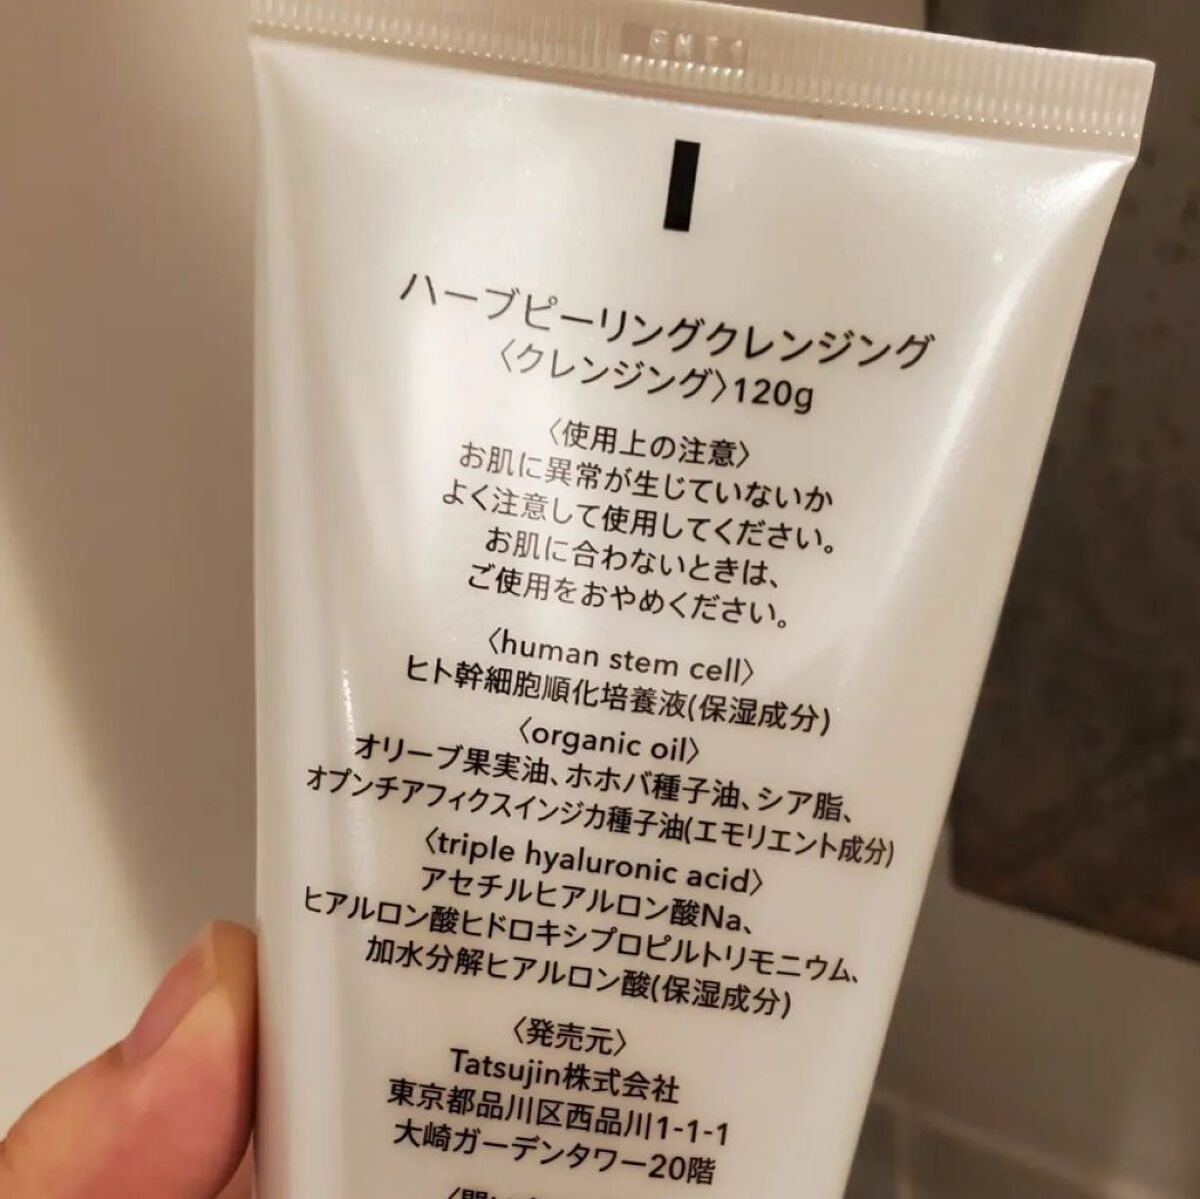 ハーブピーリングクレンジング
〈クレンジング〉120g
〈使用上の注意〉
お肌に異常が生じていないか
よく注意して使用してください。
お肌に合わないときは、
ご使用をおやめください。
〈human stem cell〉
ヒト幹細胞順化培養液(保湿成分)
〈organic oil〉
オリーブ果実油、ホホバ種子油、シア脂、
オプンチアフィクスインジカ種子油(エモリエント成分)
〈triple hyaluronic acid〉
アセチルヒアルロン酸Na、
ヒアルロン酸ヒドロキシプロピルトリモニウム、
加水分解ヒアルロン酸(保湿成分)
〈発売元〉
Tatsujin株式会社
東京都品川区西品川1-1-1
大崎ガーデンタワー20階